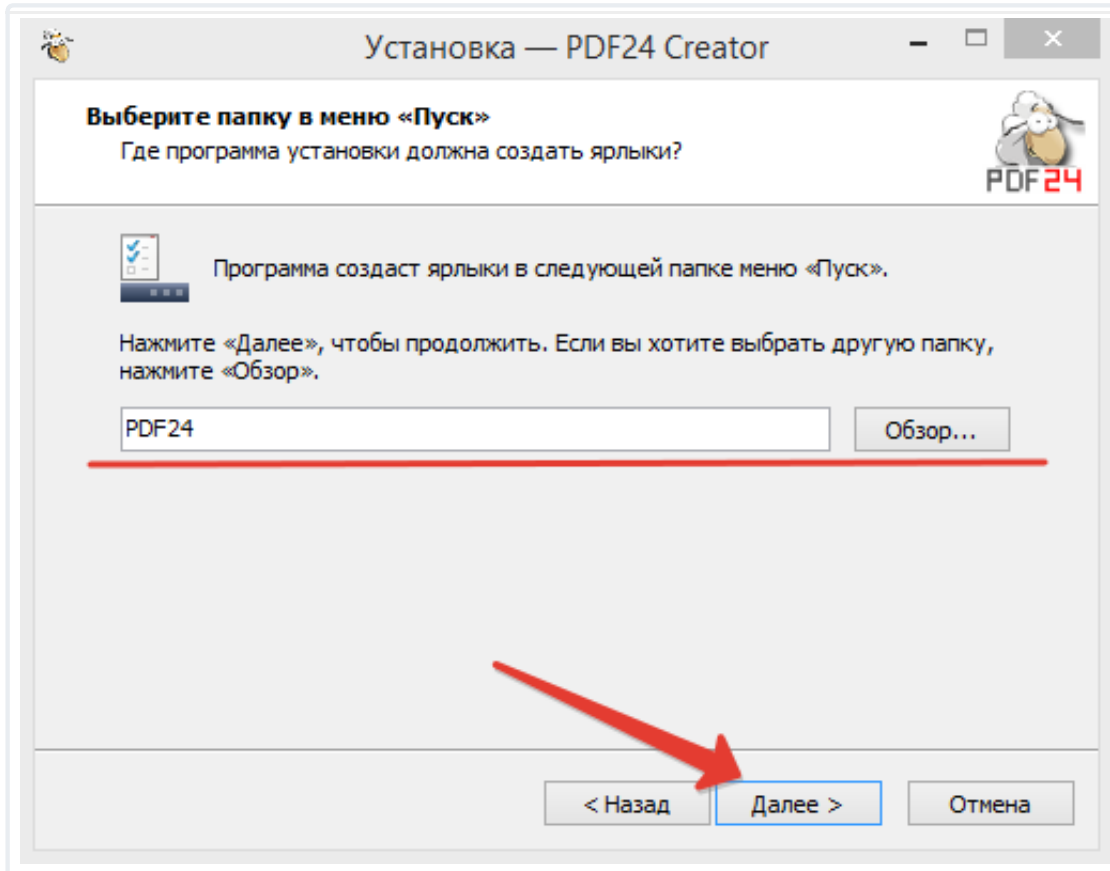 Установка — PDF24 Creator
Выберите папку в меню «Пуск»
Где программа установки должна создать ярлыки?
PDF24
Программа создаст ярлыки в следующей папке меню «Пуск».
Нажмите «Далее», чтобы продолжить. Если вы хотите выбрать другую папку,
нажмите «Обзор».
PDF24
Обзор...
< Назад
Далее >
Отмена